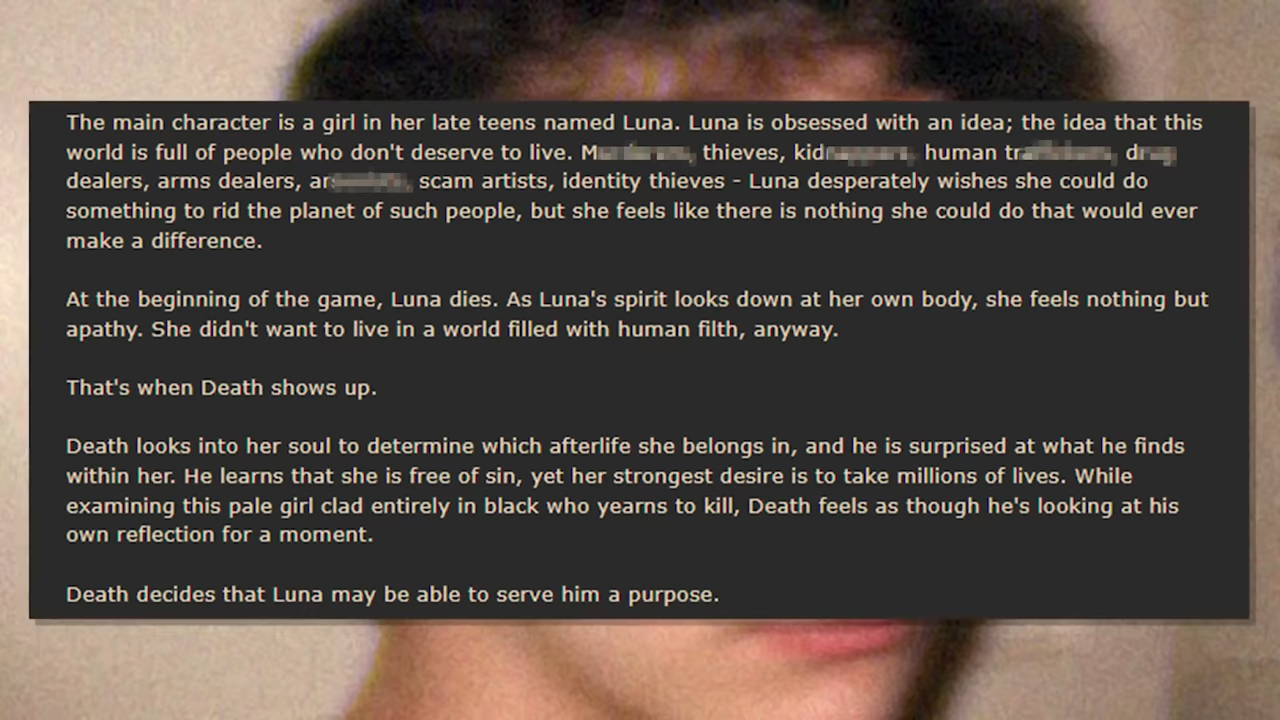 The main character is a girl in her late teens named Luna. Luna is obsessed with an idea; the idea that this
world is full of people who don't deserve to live. thieves, human
dealers, arms dealers, scam artists, identity thieves - Luna desperately wishes she could do
something to rid the planet of such people, but she feels like there is nothing she could do that would ever
make a difference.
At the beginning of the game, Luna dies. As Luna's spirit looks down at her own body, she feels nothing but
apathy. She didn't want to live in a world filled with human filth, anyway.
That's when Death shows up.
Death looks into her soul to determine which afterlife she belongs in, and he is surprised at what he finds
within her. He learns that she is free of sin, yet her strongest desire is to take millions of lives. While
examining this pale girl clad entirely in black who yearns to kill, Death feels as though he's looking at his
own reflection for a moment.
Death decides that Luna may be able to serve him a purpose.